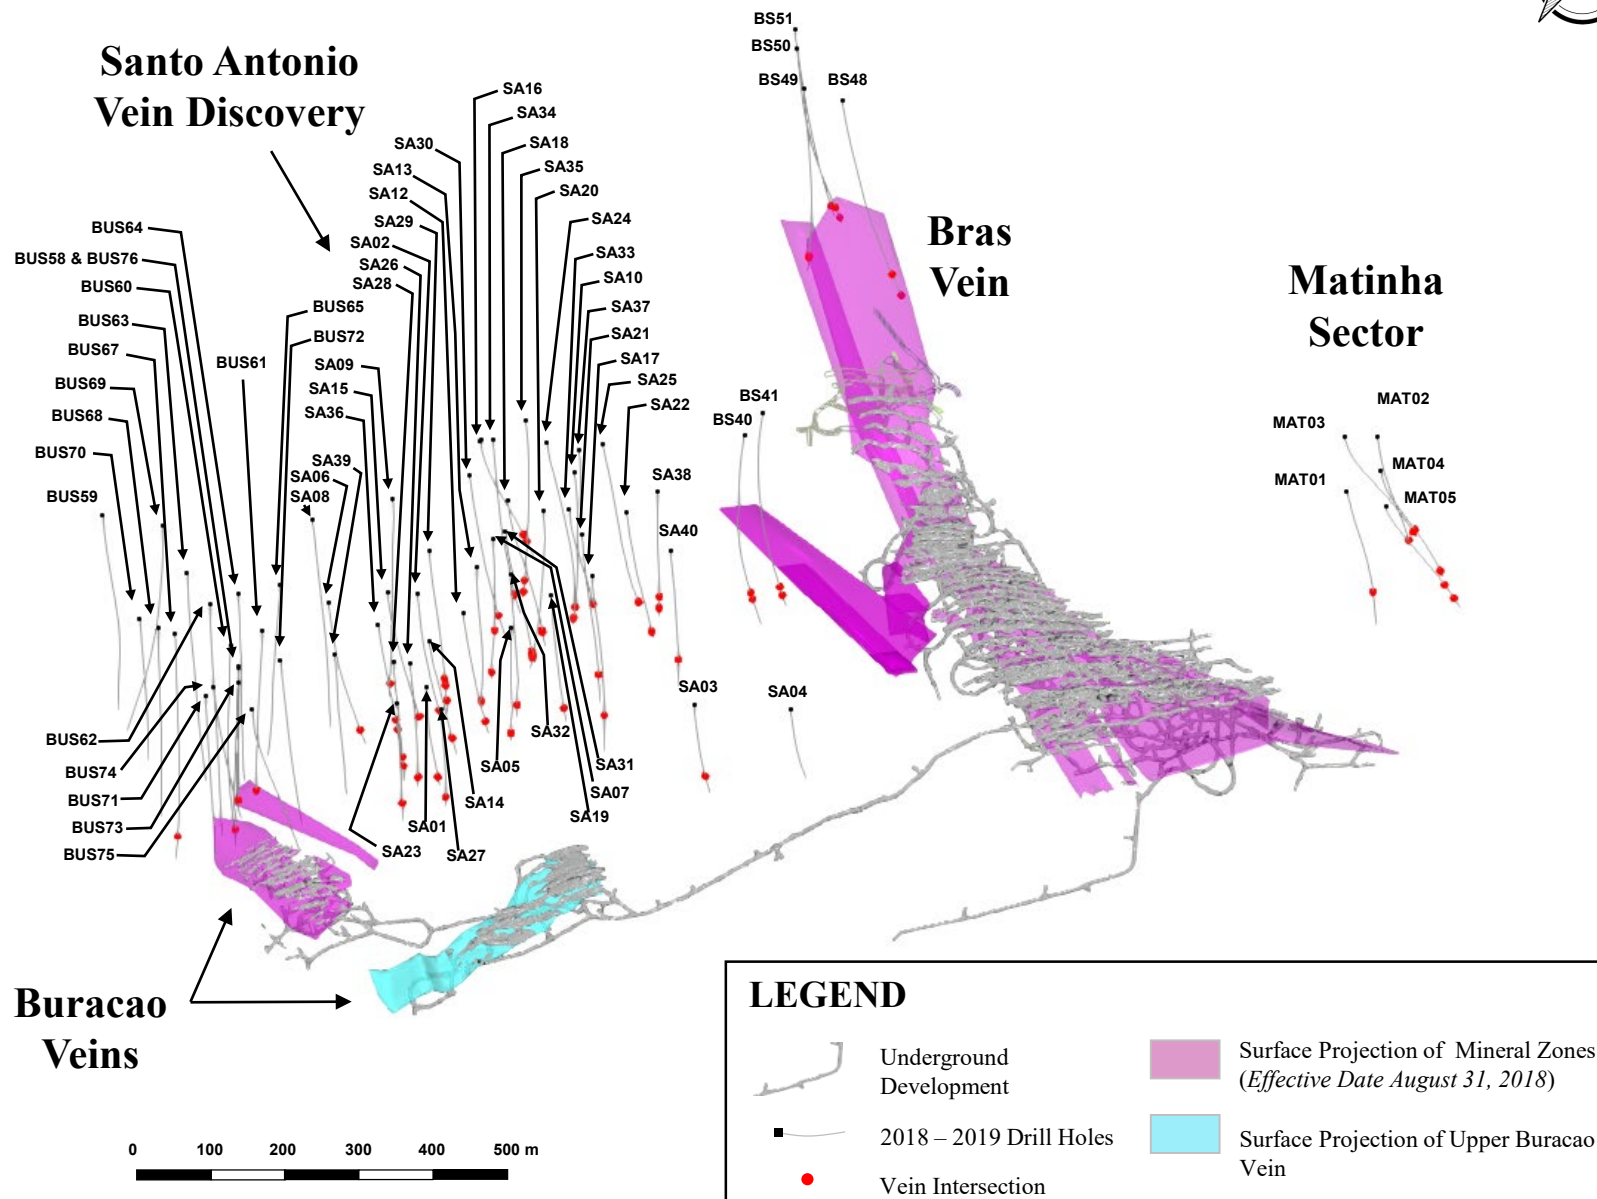 Santo Antonio
Vein Discovery
BS51
BS50
BS49
BS48
SA16
SA34
SA18
SA35
SA20
SA24
SA33
SA10
SA37
SA21
SA17
SA25
SA22
SA30
SA13
SA12
SA29
SA02
SA26
SA28
BUS64
BUS58 & BUS76
BUS60
BUS63
BUS67
BUS69
BUS68
BUS70
BUS59
BUS61
BUS65
BUS72
SA09
SA15
SA36
SA39
SA06
SA08
SA38
SA40
SA03
SA04
BS41
BS40
Bras
Vein
Matinha
Sector
MAT02
MAT03
MAT04
MAT01
MAT05
BUS62
BUS74
BUS71
BUS73
BUS75
SA32
SA05
SA31
SA07
SA19
SA14
SA01
SA23
SA27
Buracao
Veins
0 100 200 300 400 500 m
LEGEND
Underground
Development
2018 – 2019 Drill Holes
Vein Intersection
Surface Projection of Mineral Zones
(Effective Date August 31, 2018)
Surface Projection of Upper Buracao
Vein